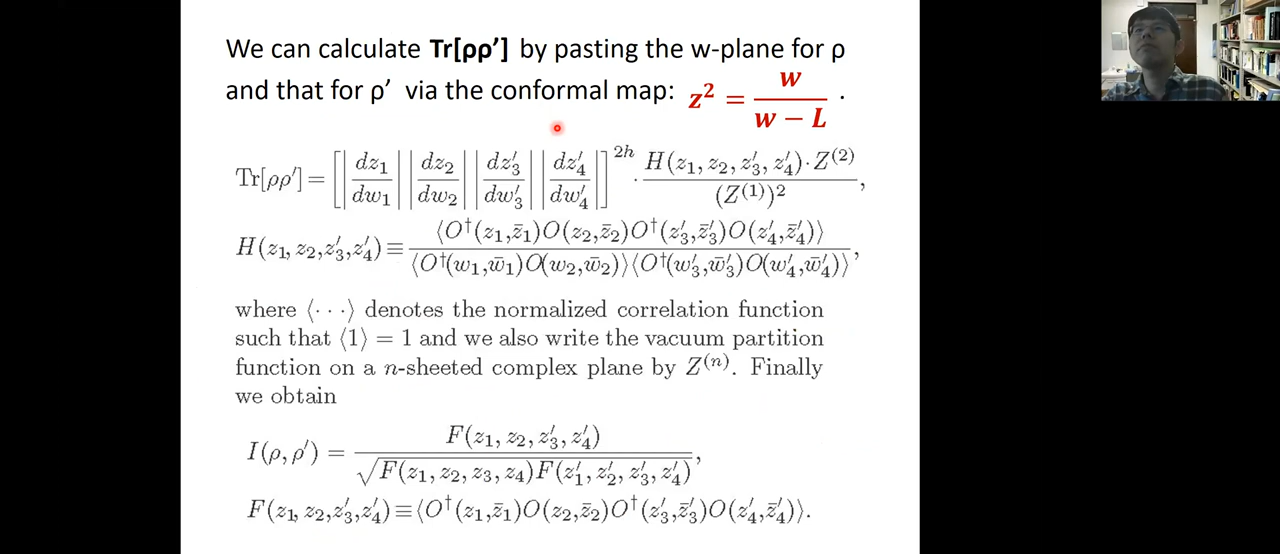 We can calculate Tr[ρρ'] by pasting the w-plane for ρ
and that for ρ' via the conformal map: z² = w / (w − L) .
Tr[ρρ′] = [|dz₁/dw₁| |dz₂/dw₂| |dz′₃/dw′₃| |dz′₄/dw′₄|]^{2h} · H(z₁, z₂, z′₃, z′₄)·Z^{(2)} / (Z^{(1)})²,
H(z₁, z₂, z′₃, z′₄) ≡ ⟨O†(z₁, z̄₁)O(z₂, z̄₂)O†(z′₃, z̄′₃)O(z′₄, z̄′₄)⟩ / ⟨O†(w₁, w̄₁)O(w₂, w̄₂)⟩⟨O†(w′₃, w̄′₃)O(w′₄, w̄′₄)⟩,
where ⟨· · ·⟩ denotes the normalized correlation function
such that ⟨1⟩ = 1 and we also write the vacuum partition
function on a n-sheeted complex plane by Z^{(n)}. Finally
we obtain
I(ρ, ρ′) = F(z₁, z₂, z′₃, z′₄) / √(F(z₁, z₂, z₃, z₄)F(z′₁, z′₂, z′₃, z′₄)),
F(z₁, z₂, z′₃, z′₄) ≡ ⟨O†(z₁, z̄₁)O(z₂, z̄₂)O†(z′₃, z̄′₃)O(z′₄, z̄′₄)⟩.